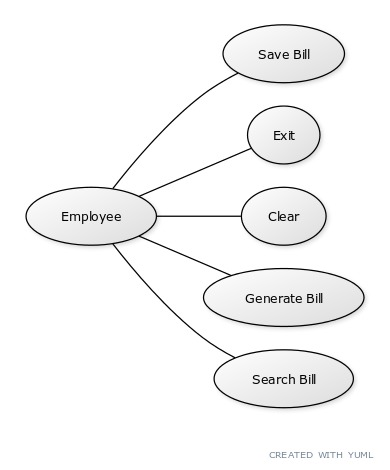 Save Bill
Exit
Employee
Clear
Generate Bill
Search Bill
CREATED WITH YUML